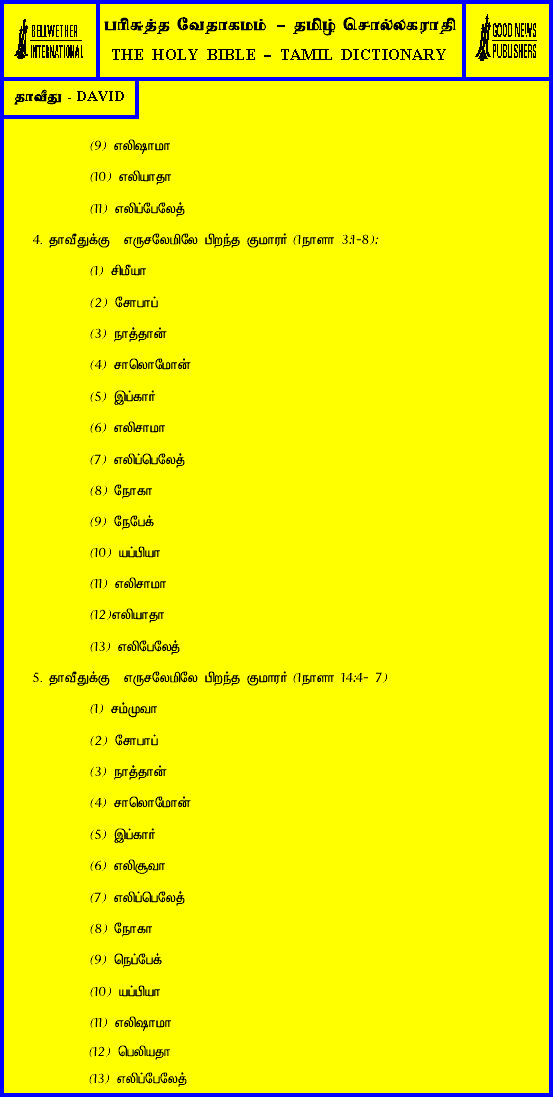 BELLWETHER
INTERNATIONAL
பரிசுத்த வேதாகமம் – தமிழ் சொல்லகராதி
THE HOLY BIBLE – TAMIL DICTIONARY
GOOD NEWS
PUBLISHERS
தாவீது - DAVID
(9) எலிஷாமா
(10) எலியாதா
(11) எலிப்பேலேத்
4. தாவீதுக்கு எருசலேமிலே பிறந்த குமாரர் (1நாளா 3:1-8):
(1) சிமீயா
(2) சோபாப்
(3) நாத்தான்
(4) சாலொமோன்
(5) இப்கார்
(6) எலிசாமா
(7) எலிப்பெலேத்
(8) நோகா
(9) நேபேக்
(10) யப்பியா
(11) எலிசாமா
(12)எலியாதா
(13) எலிபேலேத்
5. தாவீதுக்கு எருசலேமிலே பிறந்த குமாரர் (1நாளா 14:4- 7)
(1) சம்முவா
(2) சோபாப்
(3) நாத்தான்
(4) சாலொமோன்
(5) இப்கார்
(6) எலிசூவா
(7) எலிப்பெலேத்
(8) நோகா
(9) நெப்பேக்
(10) யப்பியா
(11) எலிஷாமா
(12) பெலியதா
(13) எலிப்பேலேத்